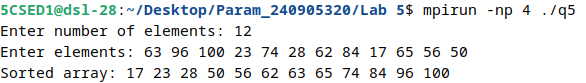 5CSED1@dsl-28:~/Desktop/Param_240905320/Lab 5$ mpirun -np 4 ./q5
Enter number of elements: 12
Enter elements: 63 96 100 23 74 28 62 84 17 65 56 50
Sorted array: 17 23 28 50 56 62 63 65 74 84 96 100